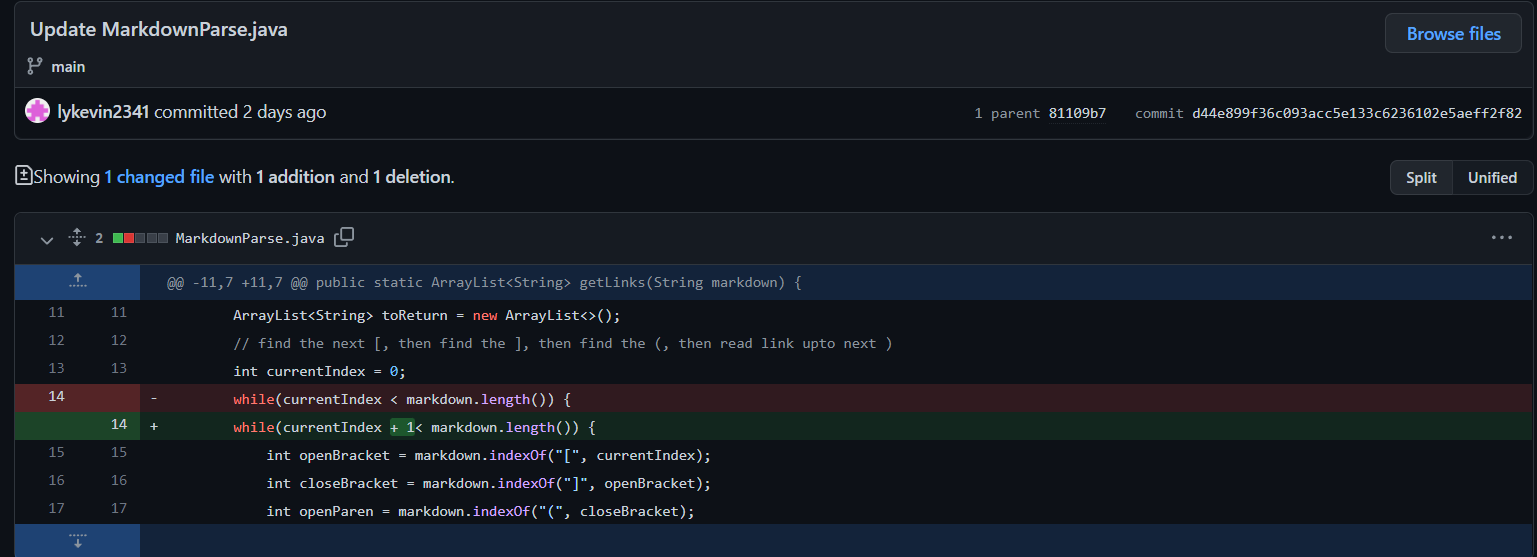 Update MarkdownParse.java
Browse files
main
lykevin2341 committed 2 days ago
1 parent 81109b7 commit d44e899f36c093acc5e133c6236102e5aeff2f82
Showing 1 changed file with 1 addition and 1 deletion.
Split Unified
2 MarkdownParse.java
@@ -11,7 +11,7 @@ public static ArrayList<String> getLinks(String markdown) {
11 11 ArrayList<String> toReturn = new ArrayList<>();
12 12 // find the next [, then find the ], then find the (, then read link upto next )
13 13 int currentIndex = 0;
14 - while(currentIndex < markdown.length()) {
14 + while(currentIndex + 1< markdown.length()) {
15 15 int openBracket = markdown.indexOf("[", currentIndex);
16 16 int closeBracket = markdown.indexOf("]", openBracket);
17 17 int openParen = markdown.indexOf("(", closeBracket);